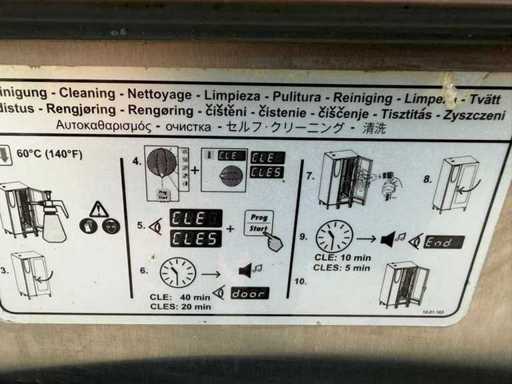 inigung - Cleaning - Nettoyage - Limpieza - Pulitura - Reiniging - Limpeza - Tvätt
distus - Rengjøring - Rengøring - čištěni - čistenie - čiščenje - Tisztítás - Zyszczeni
Αυτοκαθαρισμός - очистка - セルフ・クリーニング - 清洗
60°C (140°F)
3.
4.
Prog
Start
CLE
CLE
CLES
5.
CLE
CLES
Prog
Start
6.
door
CLE: 40 min
CLES: 20 min
7.
8.
9.
End
CLE: 10 min
CLES: 5 min
10.